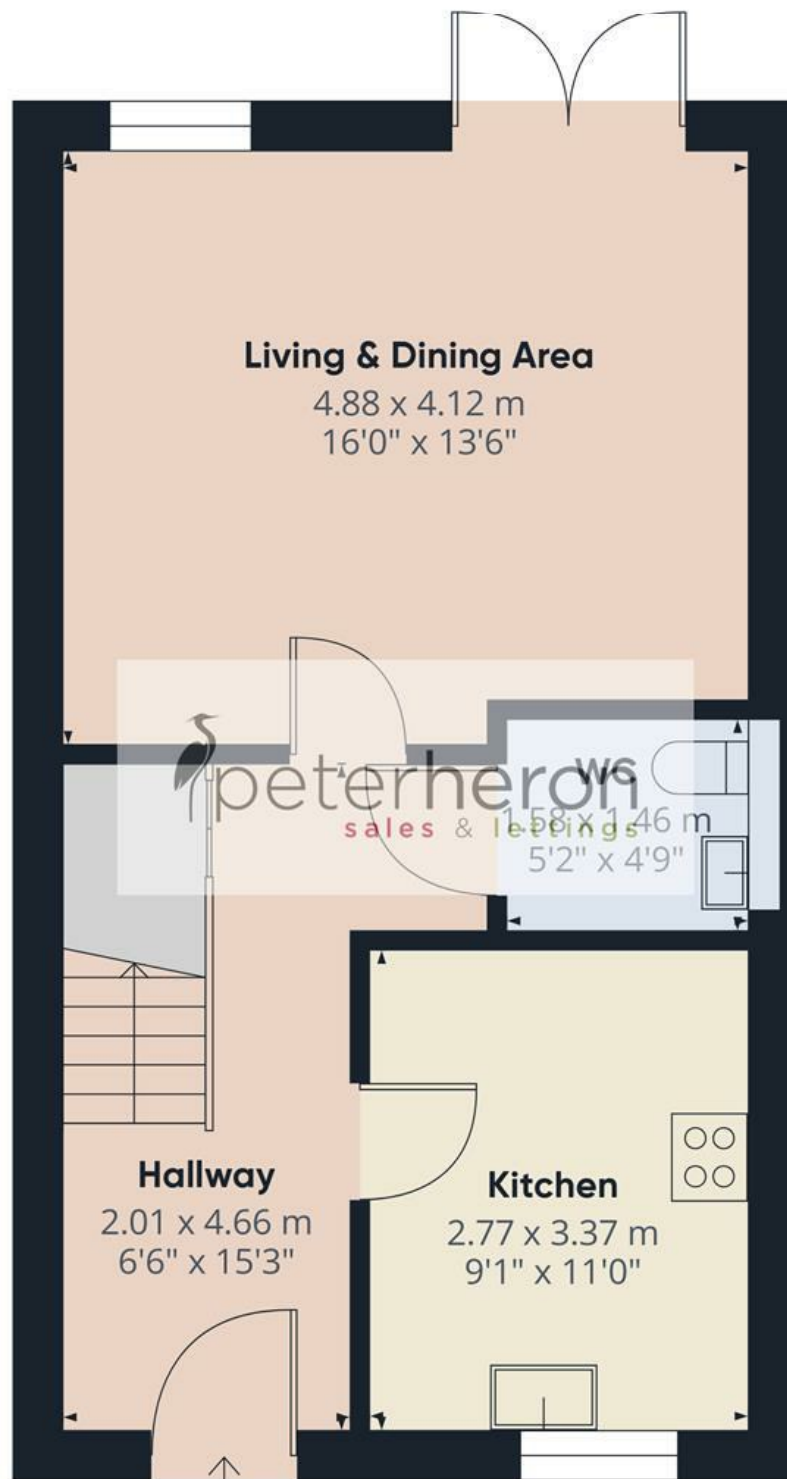 Living & Dining Area
4.88 x 4.12 m
16'0" x 13'6"
WC
1.58 x 1.46 m
5'2" x 4'9"
peterheron
sales & lettings
Hallway
2.01 x 4.66 m
6'6" x 15'3"
Kitchen
2.77 x 3.37 m
9'1" x 11'0"